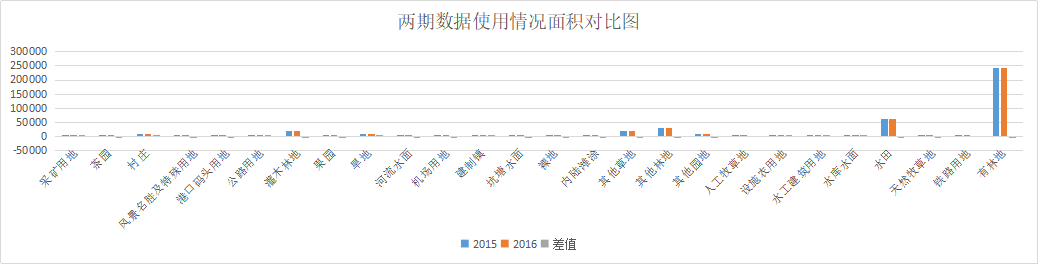 两期数据使用情况面积对比图
300000
250000
200000
150000
100000
50000
0
-50000
采矿用地
茶园
村庄
风景名胜及特殊用地
港口码头用地
公路用地
灌木林地
果园
旱地
河流水面
机场用地
建制镇
坑塘水面
裸地
内陆滩涂
其他草地
其他林地
其他园地
人工牧草地
设施农用地
水工建筑用地
水库水面
水田
天然牧草地
铁路用地
有林地
2015 2016 差值